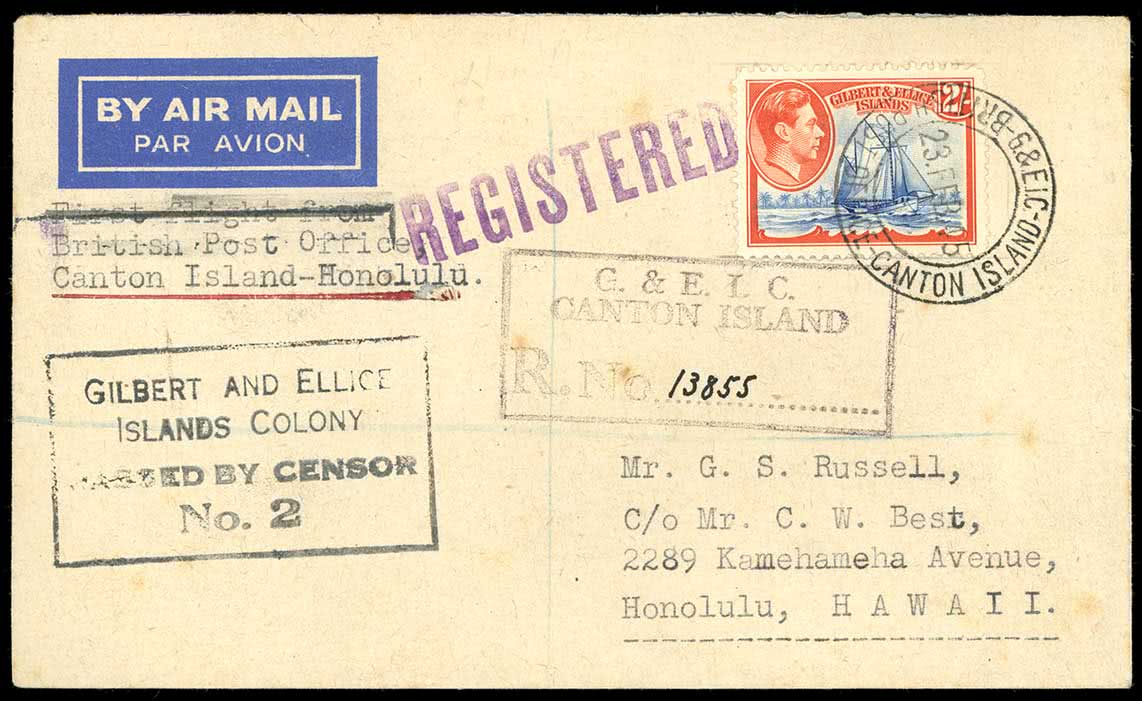 BY AIR MAIL
PAR AVION
First flight from
British Post Office
Canton Island-Honolulu.
REGISTERED
GILBERT & ELLICE
ISLANDS
2/-
G.&E.I.C.
CANTON ISLAND
23.FE
G. & E. I. C.
CANTON ISLAND
R. No. 13855
GILBERT AND ELLICE
ISLANDS COLONY
PASSED BY CENSOR
No. 2
Mr. G. S. Russell,
C/o Mr. C. W. Best,
2289 Kamehameha Avenue,
Honolulu, H A W A I I.